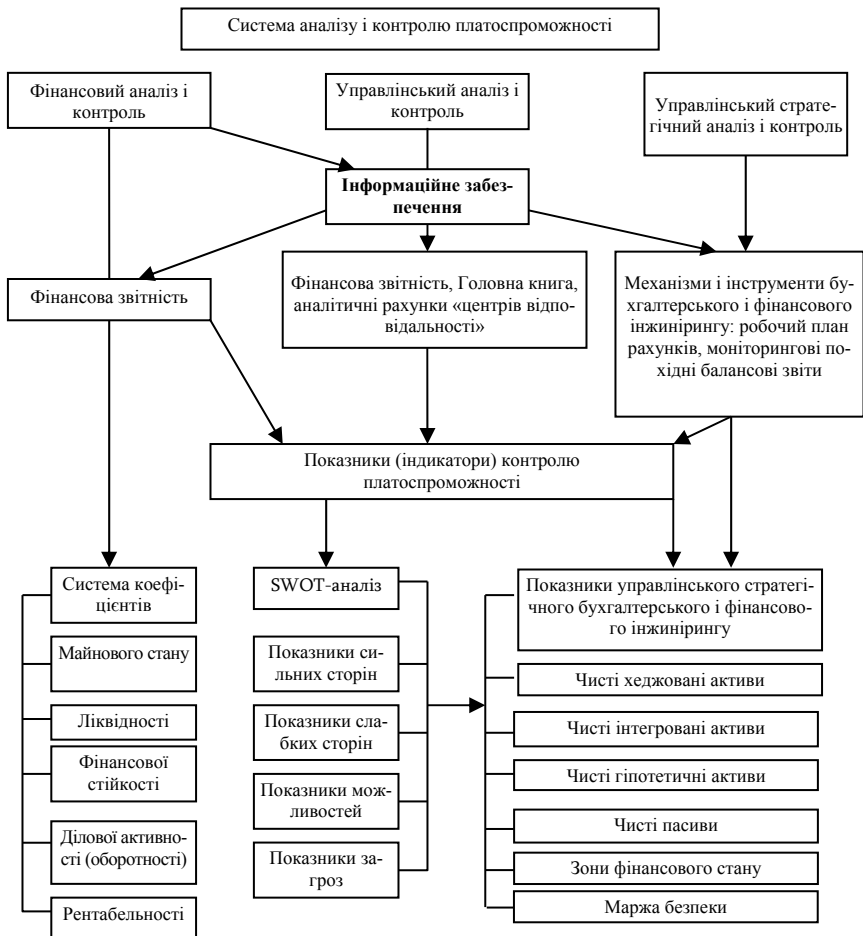 Система аналізу і контролю платоспроможності
Фінансовий аналіз і
контроль
Управлінський аналіз і
контроль
Управлінський страте-
гічний аналіз і контроль
Інформаційне забез-
печення
Фінансова звітність
Фінансова звітність, Головна книга,
аналітичні рахунки «центрів відпо-
відальності»
Механізми і інструменти бу-
хгалтерського і фінансового
інжинірингу: робочий план
рахунків, моніторингові по-
хідні балансові звіти
Показники (індикатори) контролю
платоспроможності
Система коефі-
цієнтів
Майнового стану
Ліквідності
Фінансової
стійкості
Ділової активно-
сті (оборотності)
Рентабельності
SWOT-аналіз
Показники си-
льних сторін
Показники сла-
бких сторін
Показники мож-
ливостей
Показники за-
гроз
Показники управлінського стратегі-
чного бухгалтерського і фінансово-
го інжинірингу
Чисті хеджовані активи
Чисті інтегровані активи
Чисті гіпотетичні активи
Чисті пасиви
Зони фінансового стану
Маржа безпеки